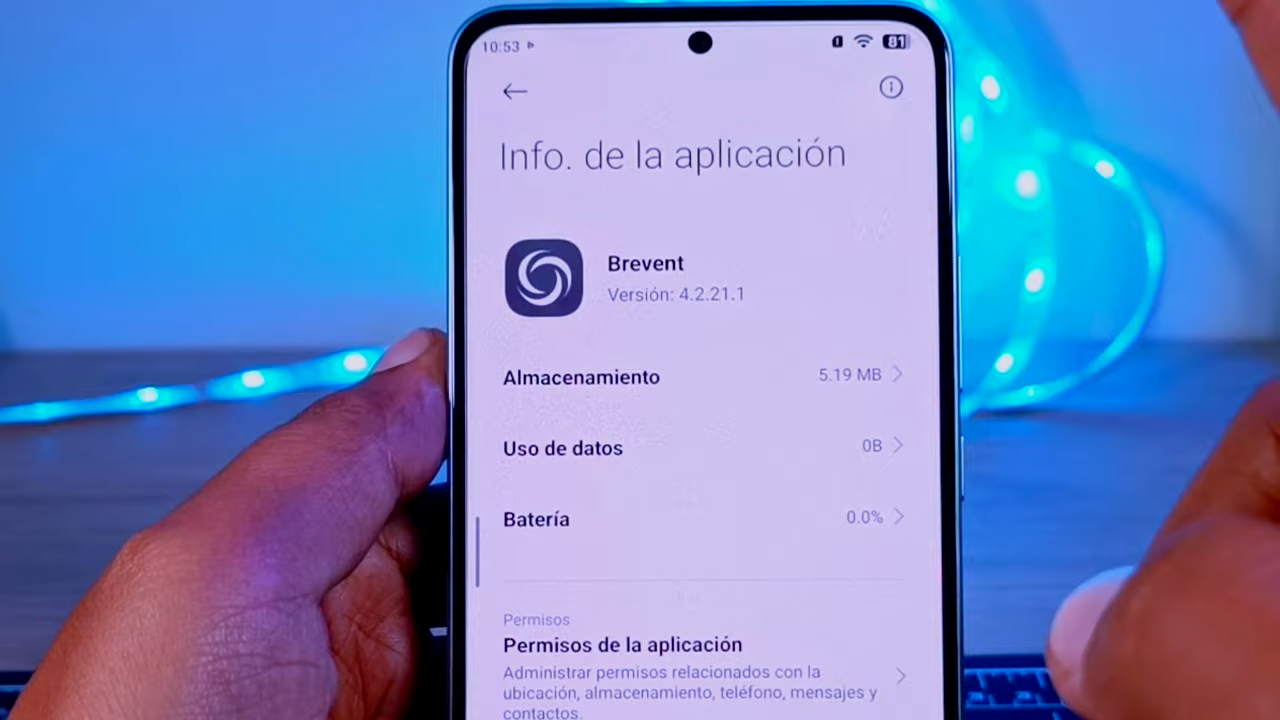 10:53
81
Info. de la aplicación
Brevent
Versión: 4.2.21.1
Almacenamiento 5.19 MB
Uso de datos 0B
Batería 0.0%
Permisos
Permisos de la aplicación
Administrar permisos relacionados con la
ubicación, almacenamiento, teléfono, mensajes y
contactos.